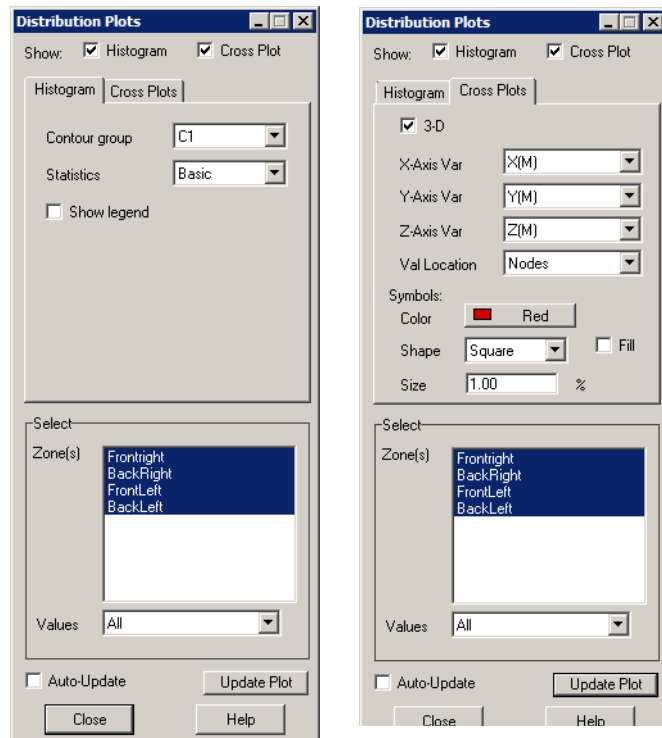 Distribution Plots
Show: Histogram Cross Plot
Histogram Cross Plots
Contour group C1
Statistics Basic
Show legend
Select
Zone(s) Frontright
BackRight
FrontLeft
BackLeft
Values All
Auto-Update Update Plot
Close Help
Distribution Plots
Show: Histogram Cross Plot
Histogram Cross Plots
3-D
X-Axis Var X(M)
Y-Axis Var Y(M)
Z-Axis Var Z(M)
Val Location Nodes
Symbols:
Color Red
Shape Square Fill
Size 1.00 %
Select
Zone(s) Frontright
BackRight
FrontLeft
BackLeft
Values All
Auto-Update Update Plot
Close Help